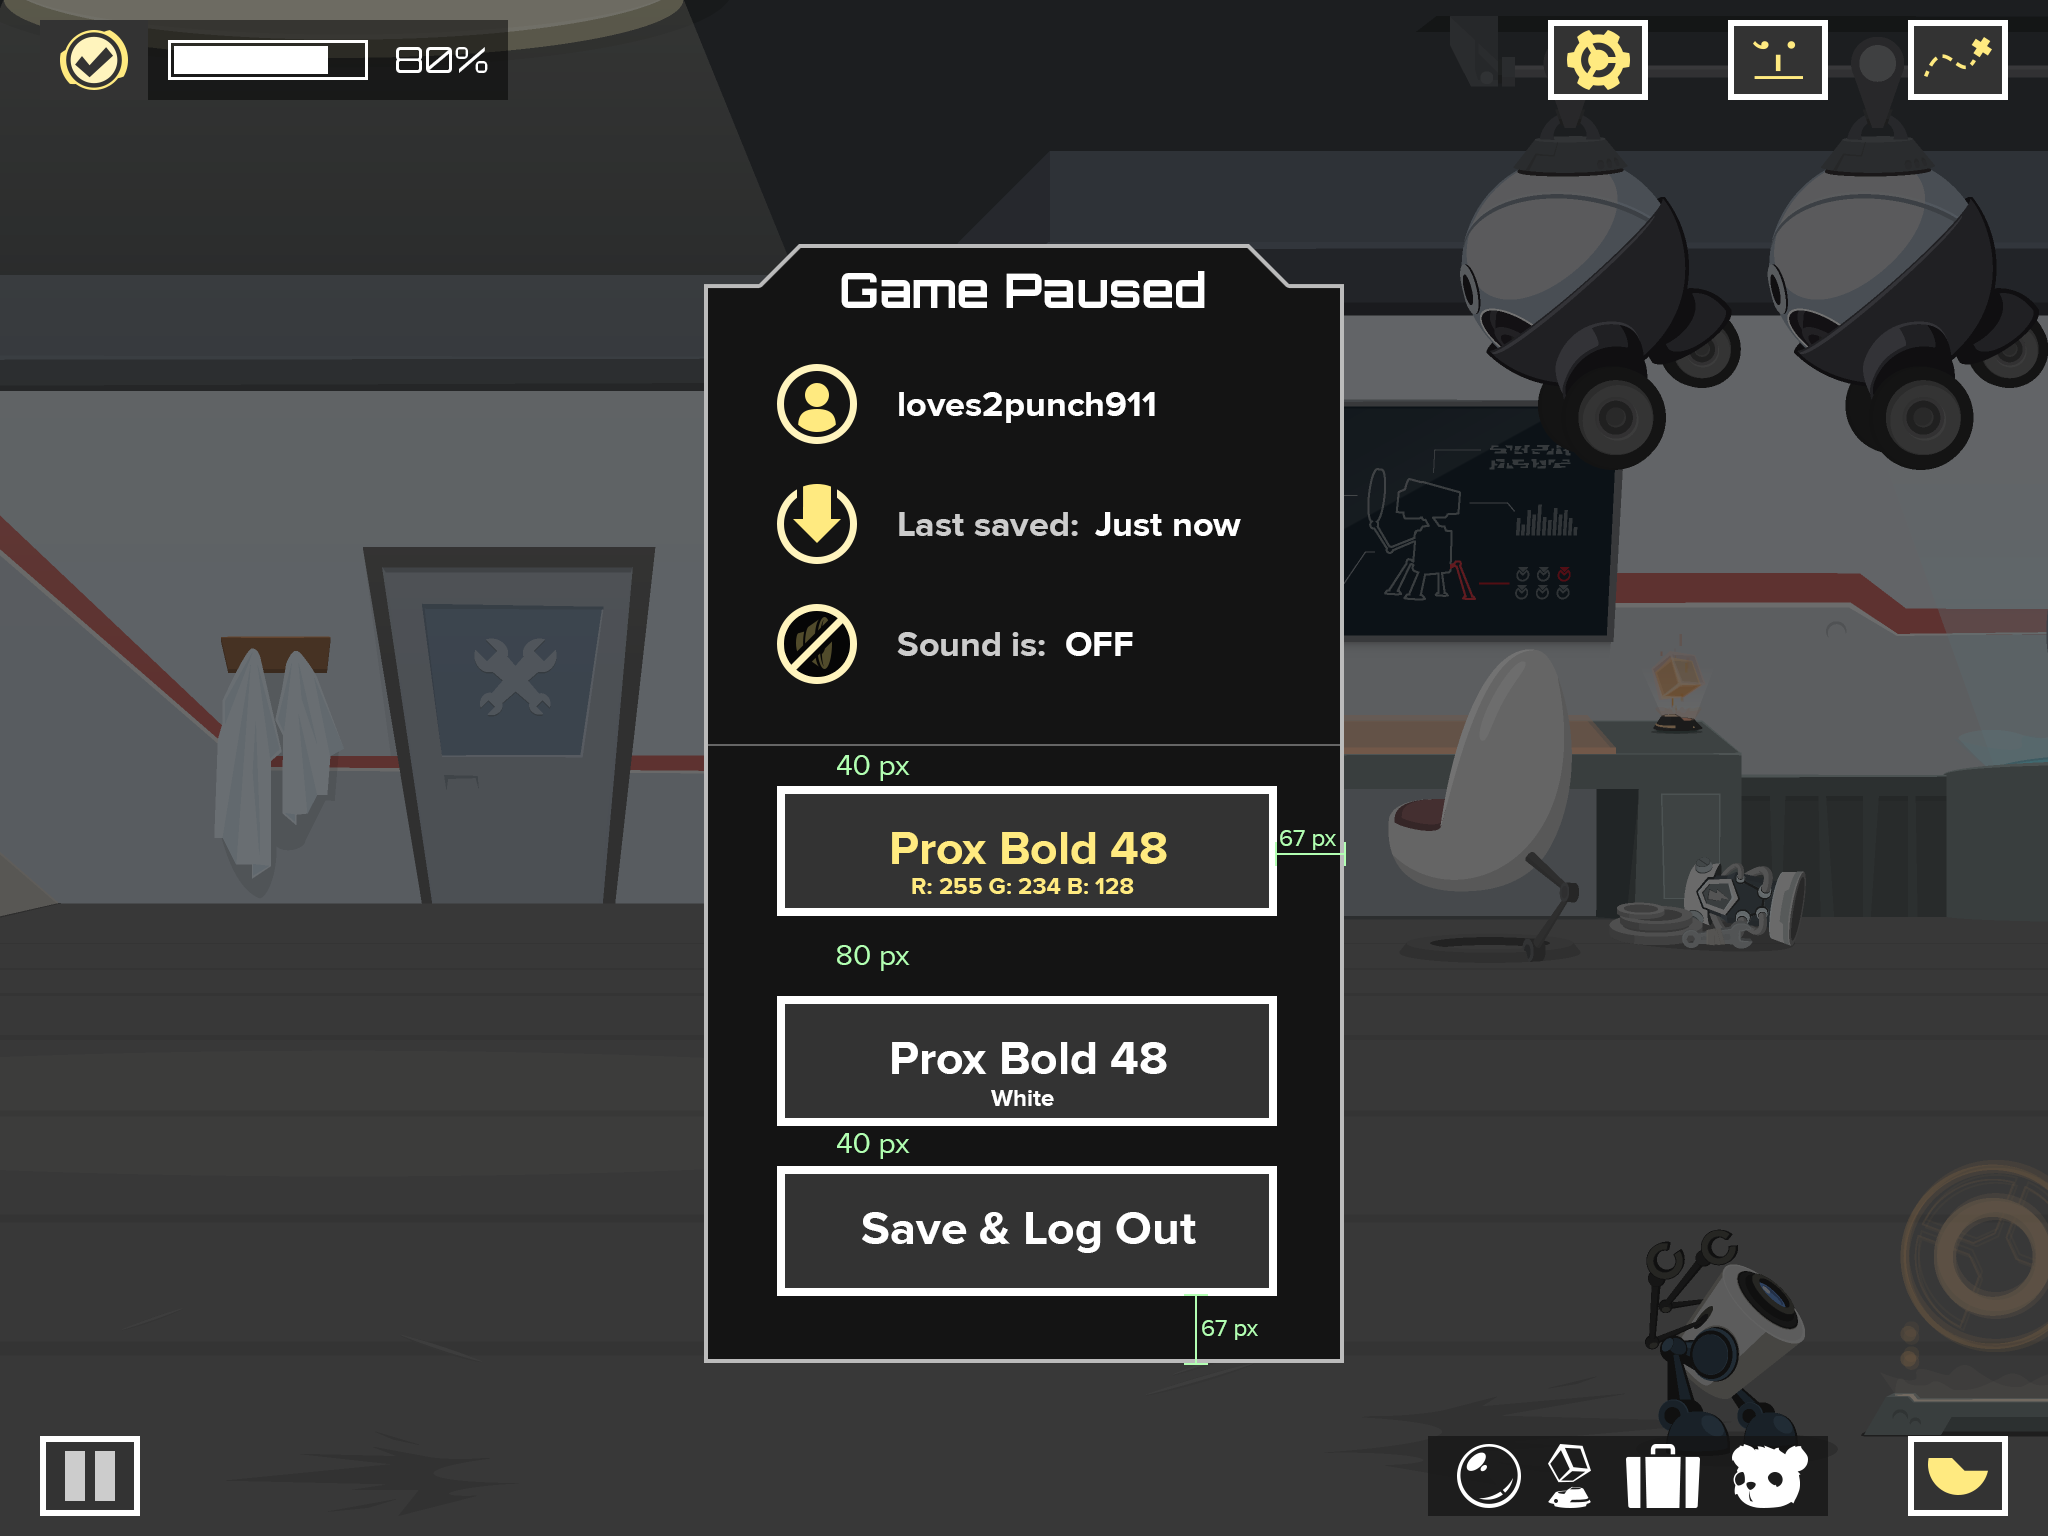 80%
Game Paused
loves2punch911
Last saved: Just now
Sound is: OFF
40 px
Prox Bold 48
R: 255 G: 234 B: 128
67 px
80 px
Prox Bold 48
White
40 px
Save & Log Out
67 px